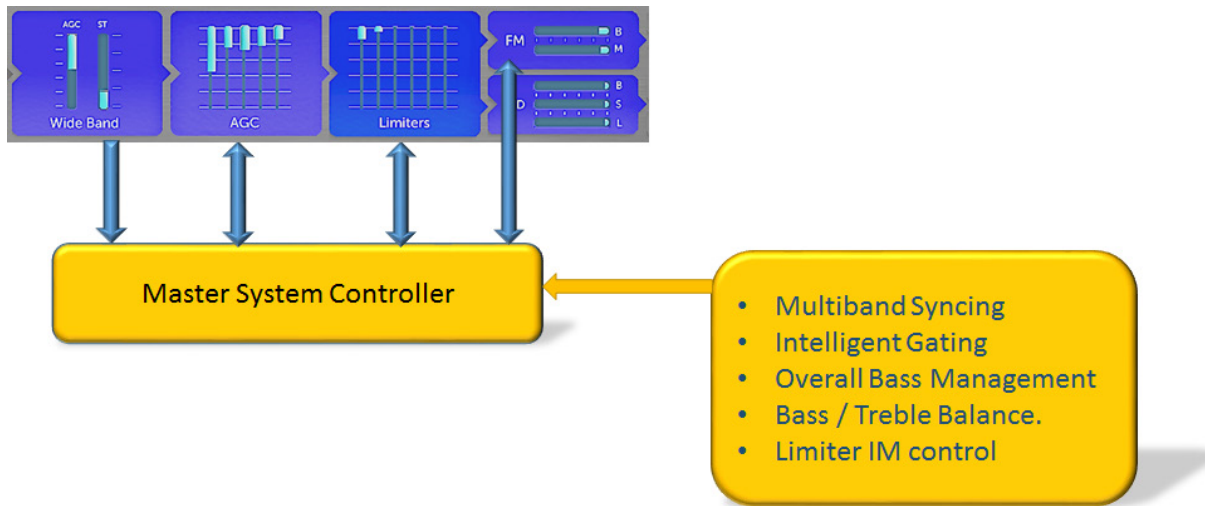 AGC ST
Wide Band
AGC
Limiters
FM
B
M
D
B
S
L
Master System Controller
• Multiband Syncing
• Intelligent Gating
• Overall Bass Management
• Bass / Treble Balance.
• Limiter IM control